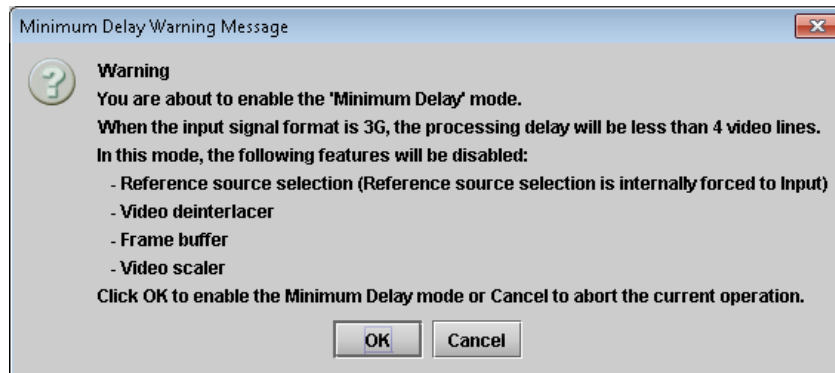 Minimum Delay Warning Message
Warning
You are about to enable the 'Minimum Delay' mode.
When the input signal format is 3G, the processing delay will be less than 4 video lines.
In this mode, the following features will be disabled:
- Reference source selection (Reference source selection is internally forced to Input)
- Video deinterlacer
- Frame buffer
- Video scaler
Click OK to enable the Minimum Delay mode or Cancel to abort the current operation.
OK Cancel